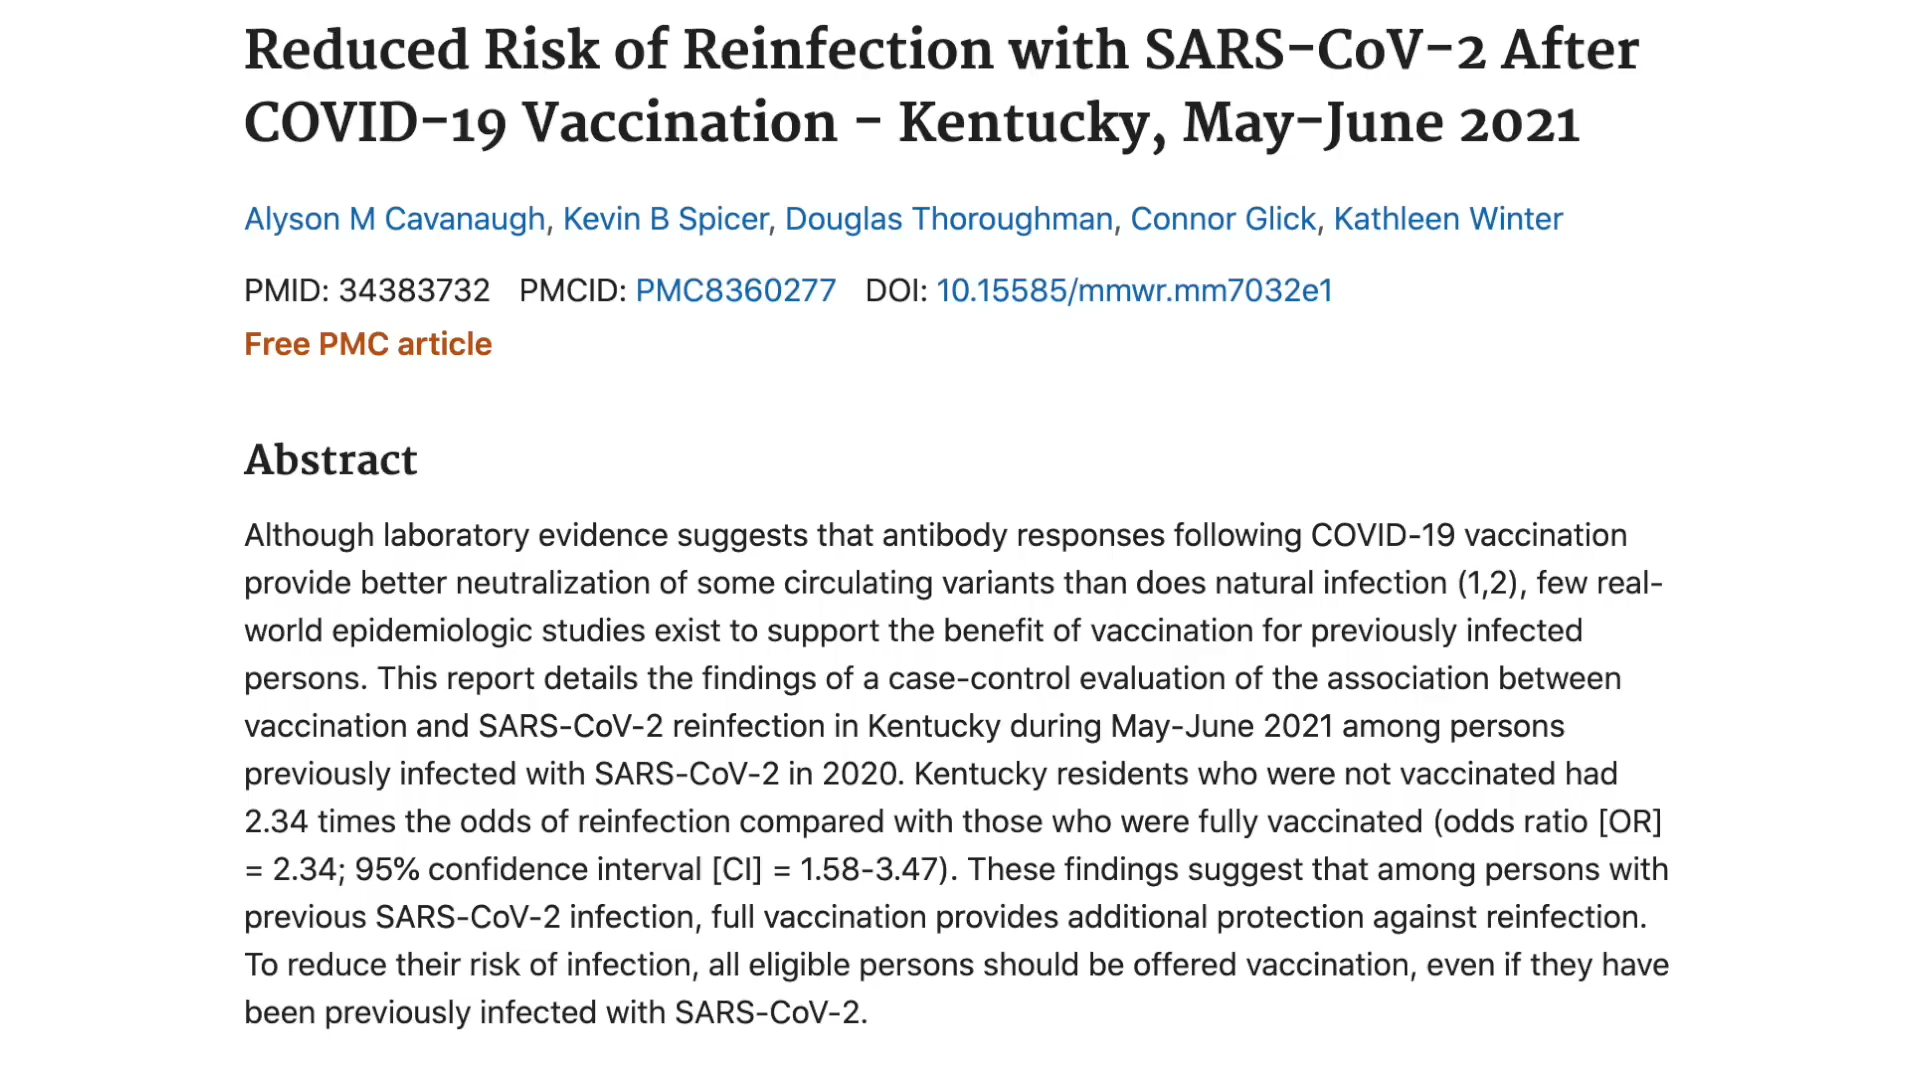 Reduced Risk of Reinfection with SARS-CoV-2 After
COVID-19 Vaccination - Kentucky, May-June 2021
Alyson M Cavanaugh, Kevin B Spicer, Douglas Thoroughman, Connor Glick, Kathleen Winter
PMID: 34383732 PMCID: PMC8360277 DOI: 10.15585/mmwr.mm7032e1
Free PMC article
Abstract
Although laboratory evidence suggests that antibody responses following COVID-19 vaccination
provide better neutralization of some circulating variants than does natural infection (1,2), few real-
world epidemiologic studies exist to support the benefit of vaccination for previously infected
persons. This report details the findings of a case-control evaluation of the association between
vaccination and SARS-CoV-2 reinfection in Kentucky during May-June 2021 among persons
previously infected with SARS-CoV-2 in 2020. Kentucky residents who were not vaccinated had
2.34 times the odds of reinfection compared with those who were fully vaccinated (odds ratio [OR]
= 2.34; 95% confidence interval [CI] = 1.58-3.47). These findings suggest that among persons with
previous SARS-CoV-2 infection, full vaccination provides additional protection against reinfection.
To reduce their risk of infection, all eligible persons should be offered vaccination, even if they have
been previously infected with SARS-CoV-2.